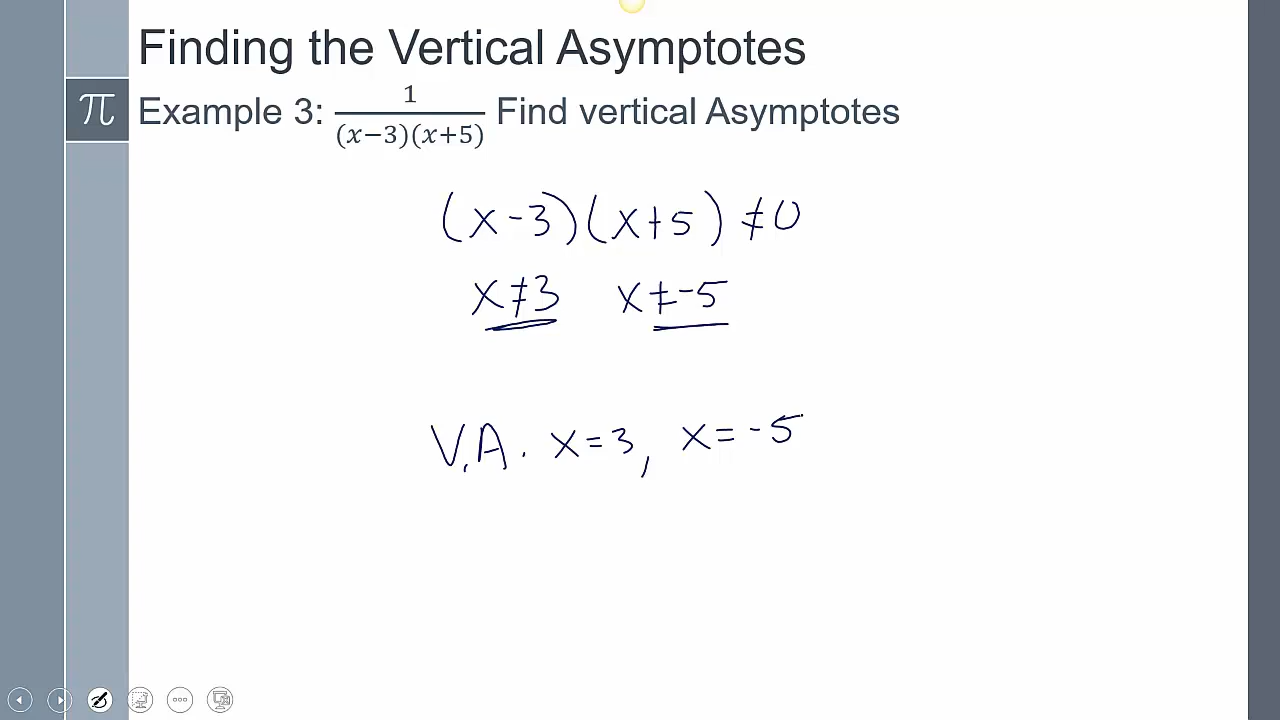 Finding the Vertical Asymptotes
π Example 3: 1/((x−3)(x+5)) Find vertical Asymptotes
(x-3)(x+5) ≠0
x≠3 x≠-5
V.A. x=3, x=-5